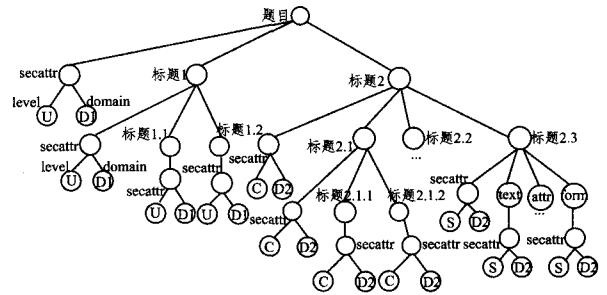 题目
secattr 标题1 标题2
level domain
U D1
secattr 标题1.1 标题1.2 标题2.1 标题2.2 标题2.3
level domain secattr ...
U D1 secattr secattr C D2 secattr text attr orm
secattr 标题2.1.1 标题2.1.2 ...
U D1 U D1 S D2
C D2 secattr secattr secattr secattr
C D2 C D2 S D2 S D2